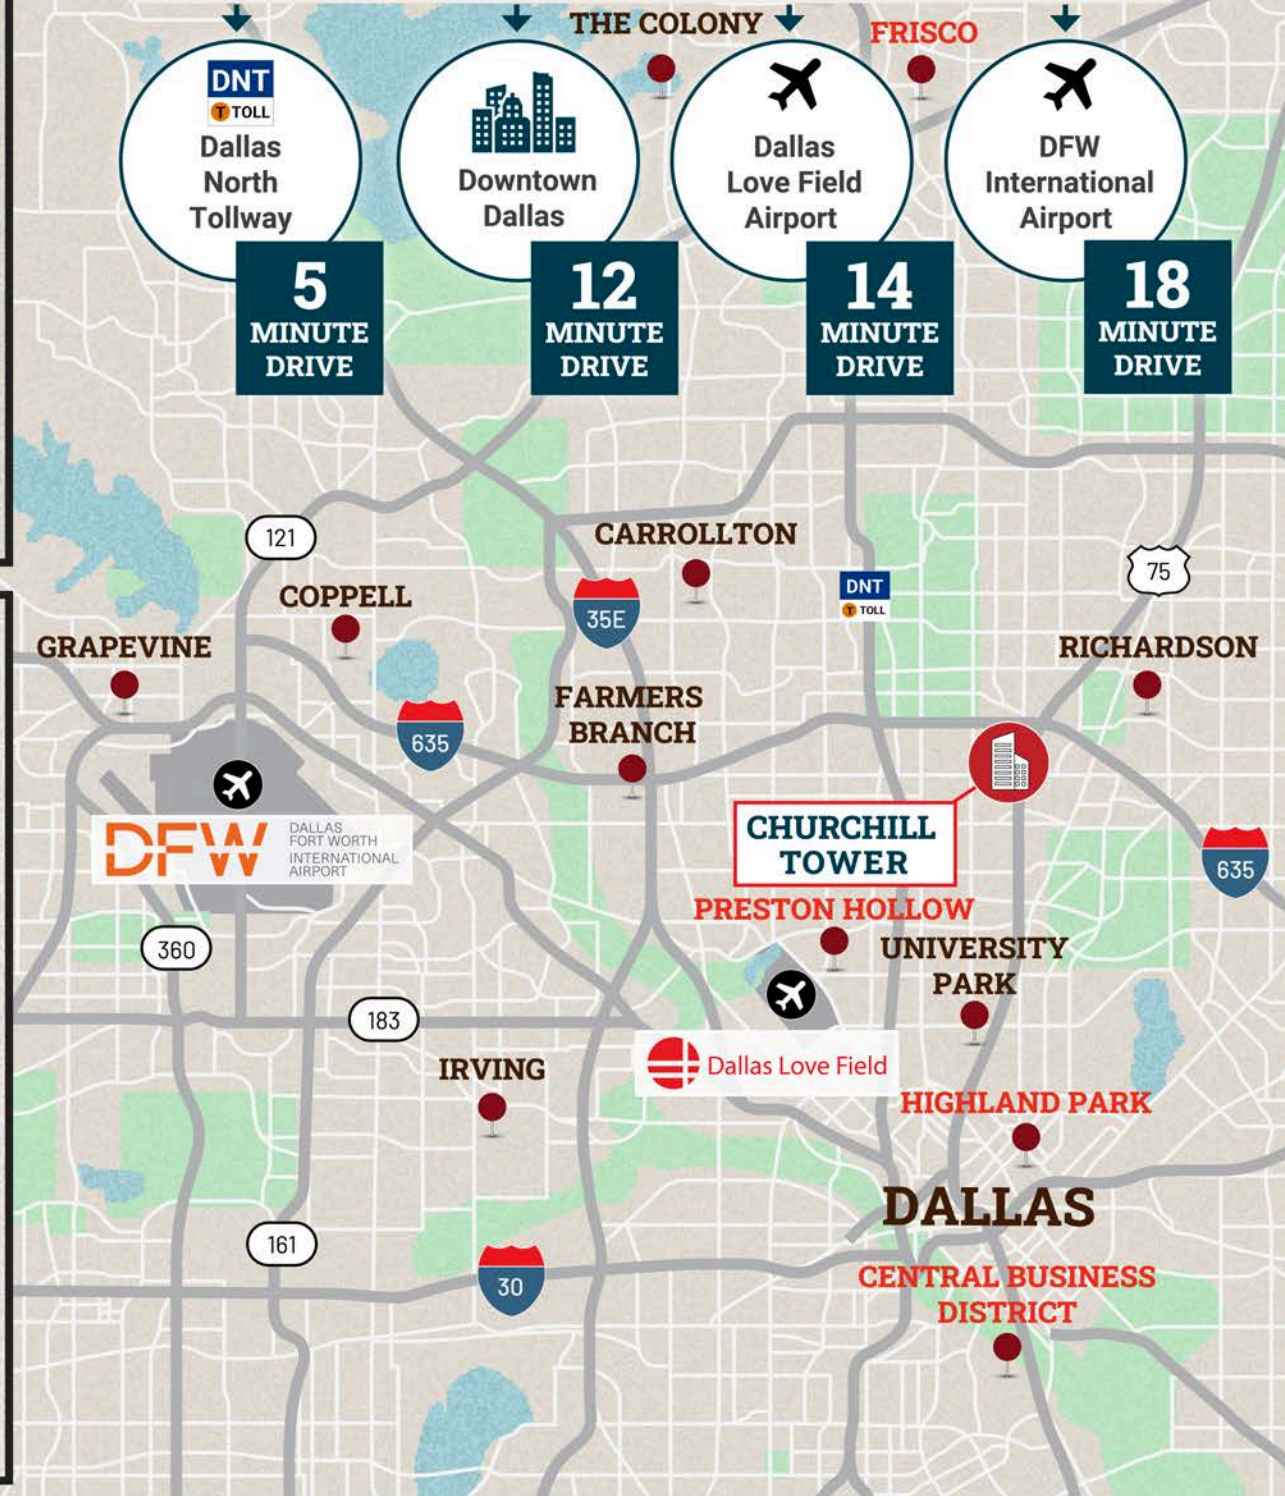 THE COLONY
FRISCO
DNT
T TOLL
Dallas
North
Tollway
5
MINUTE
DRIVE
Downtown
Dallas
12
MINUTE
DRIVE
Dallas
Love Field
Airport
14
MINUTE
DRIVE
DFW
International
Airport
18
MINUTE
DRIVE
121
CARROLLTON
COPPELL
35E
DNT
T TOLL
75
GRAPEVINE
RICHARDSON
FARMERS
BRANCH
635
DFW
DALLAS
FORT WORTH
INTERNATIONAL
AIRPORT
CHURCHILL
TOWER
635
PRESTON HOLLOW
360
UNIVERSITY
PARK
183
IRVING
Dallas Love Field
HIGHLAND PARK
DALLAS
161
30
CENTRAL BUSINESS
DISTRICT